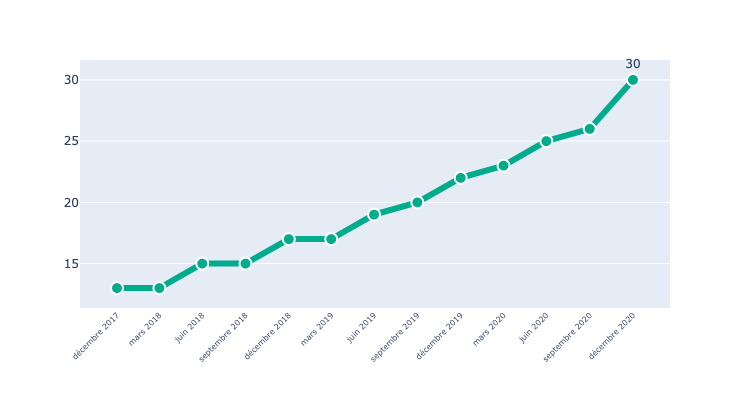 30
30
25
20
15
décembre 2017
mars 2018
juin 2018
septembre 2018
décembre 2018
mars 2019
juin 2019
septembre 2019
décembre 2019
mars 2020
juin 2020
septembre 2020
décembre 2020